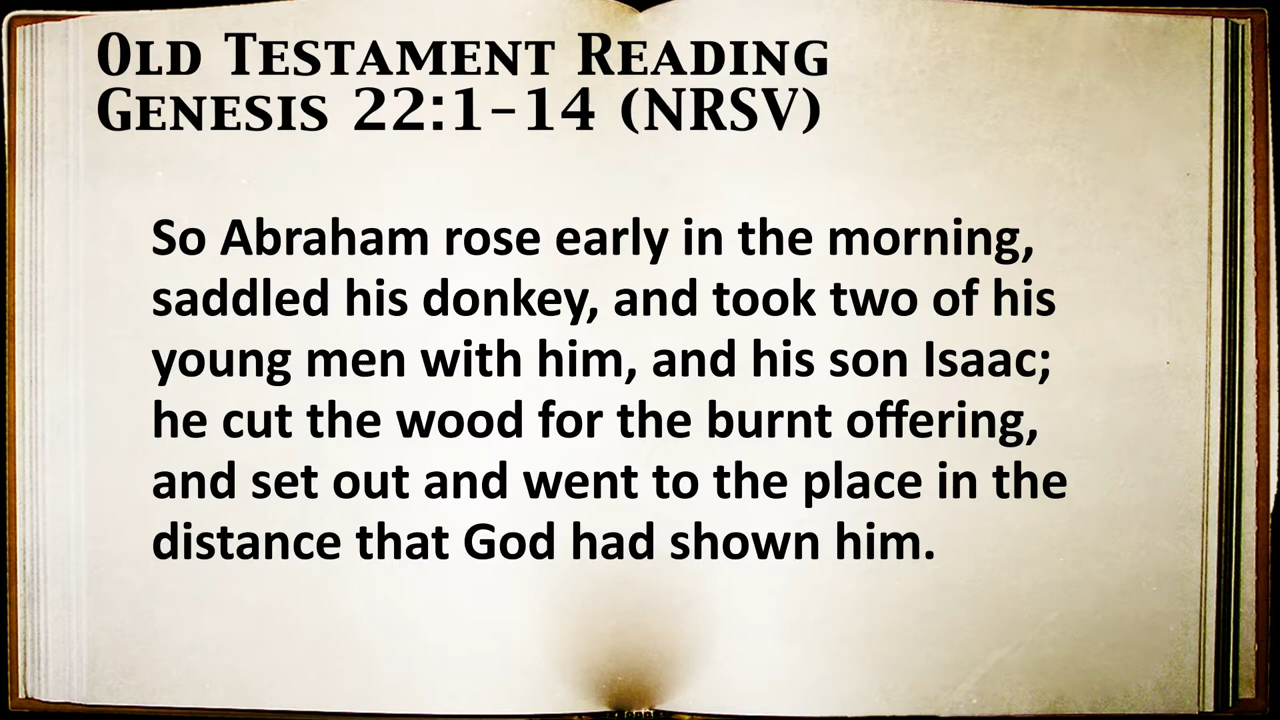 Old Testament Reading
Genesis 22:1-14 (NRSV)
So Abraham rose early in the morning,
saddled his donkey, and took two of his
young men with him, and his son Isaac;
he cut the wood for the burnt offering,
and set out and went to the place in the
distance that God had shown him.